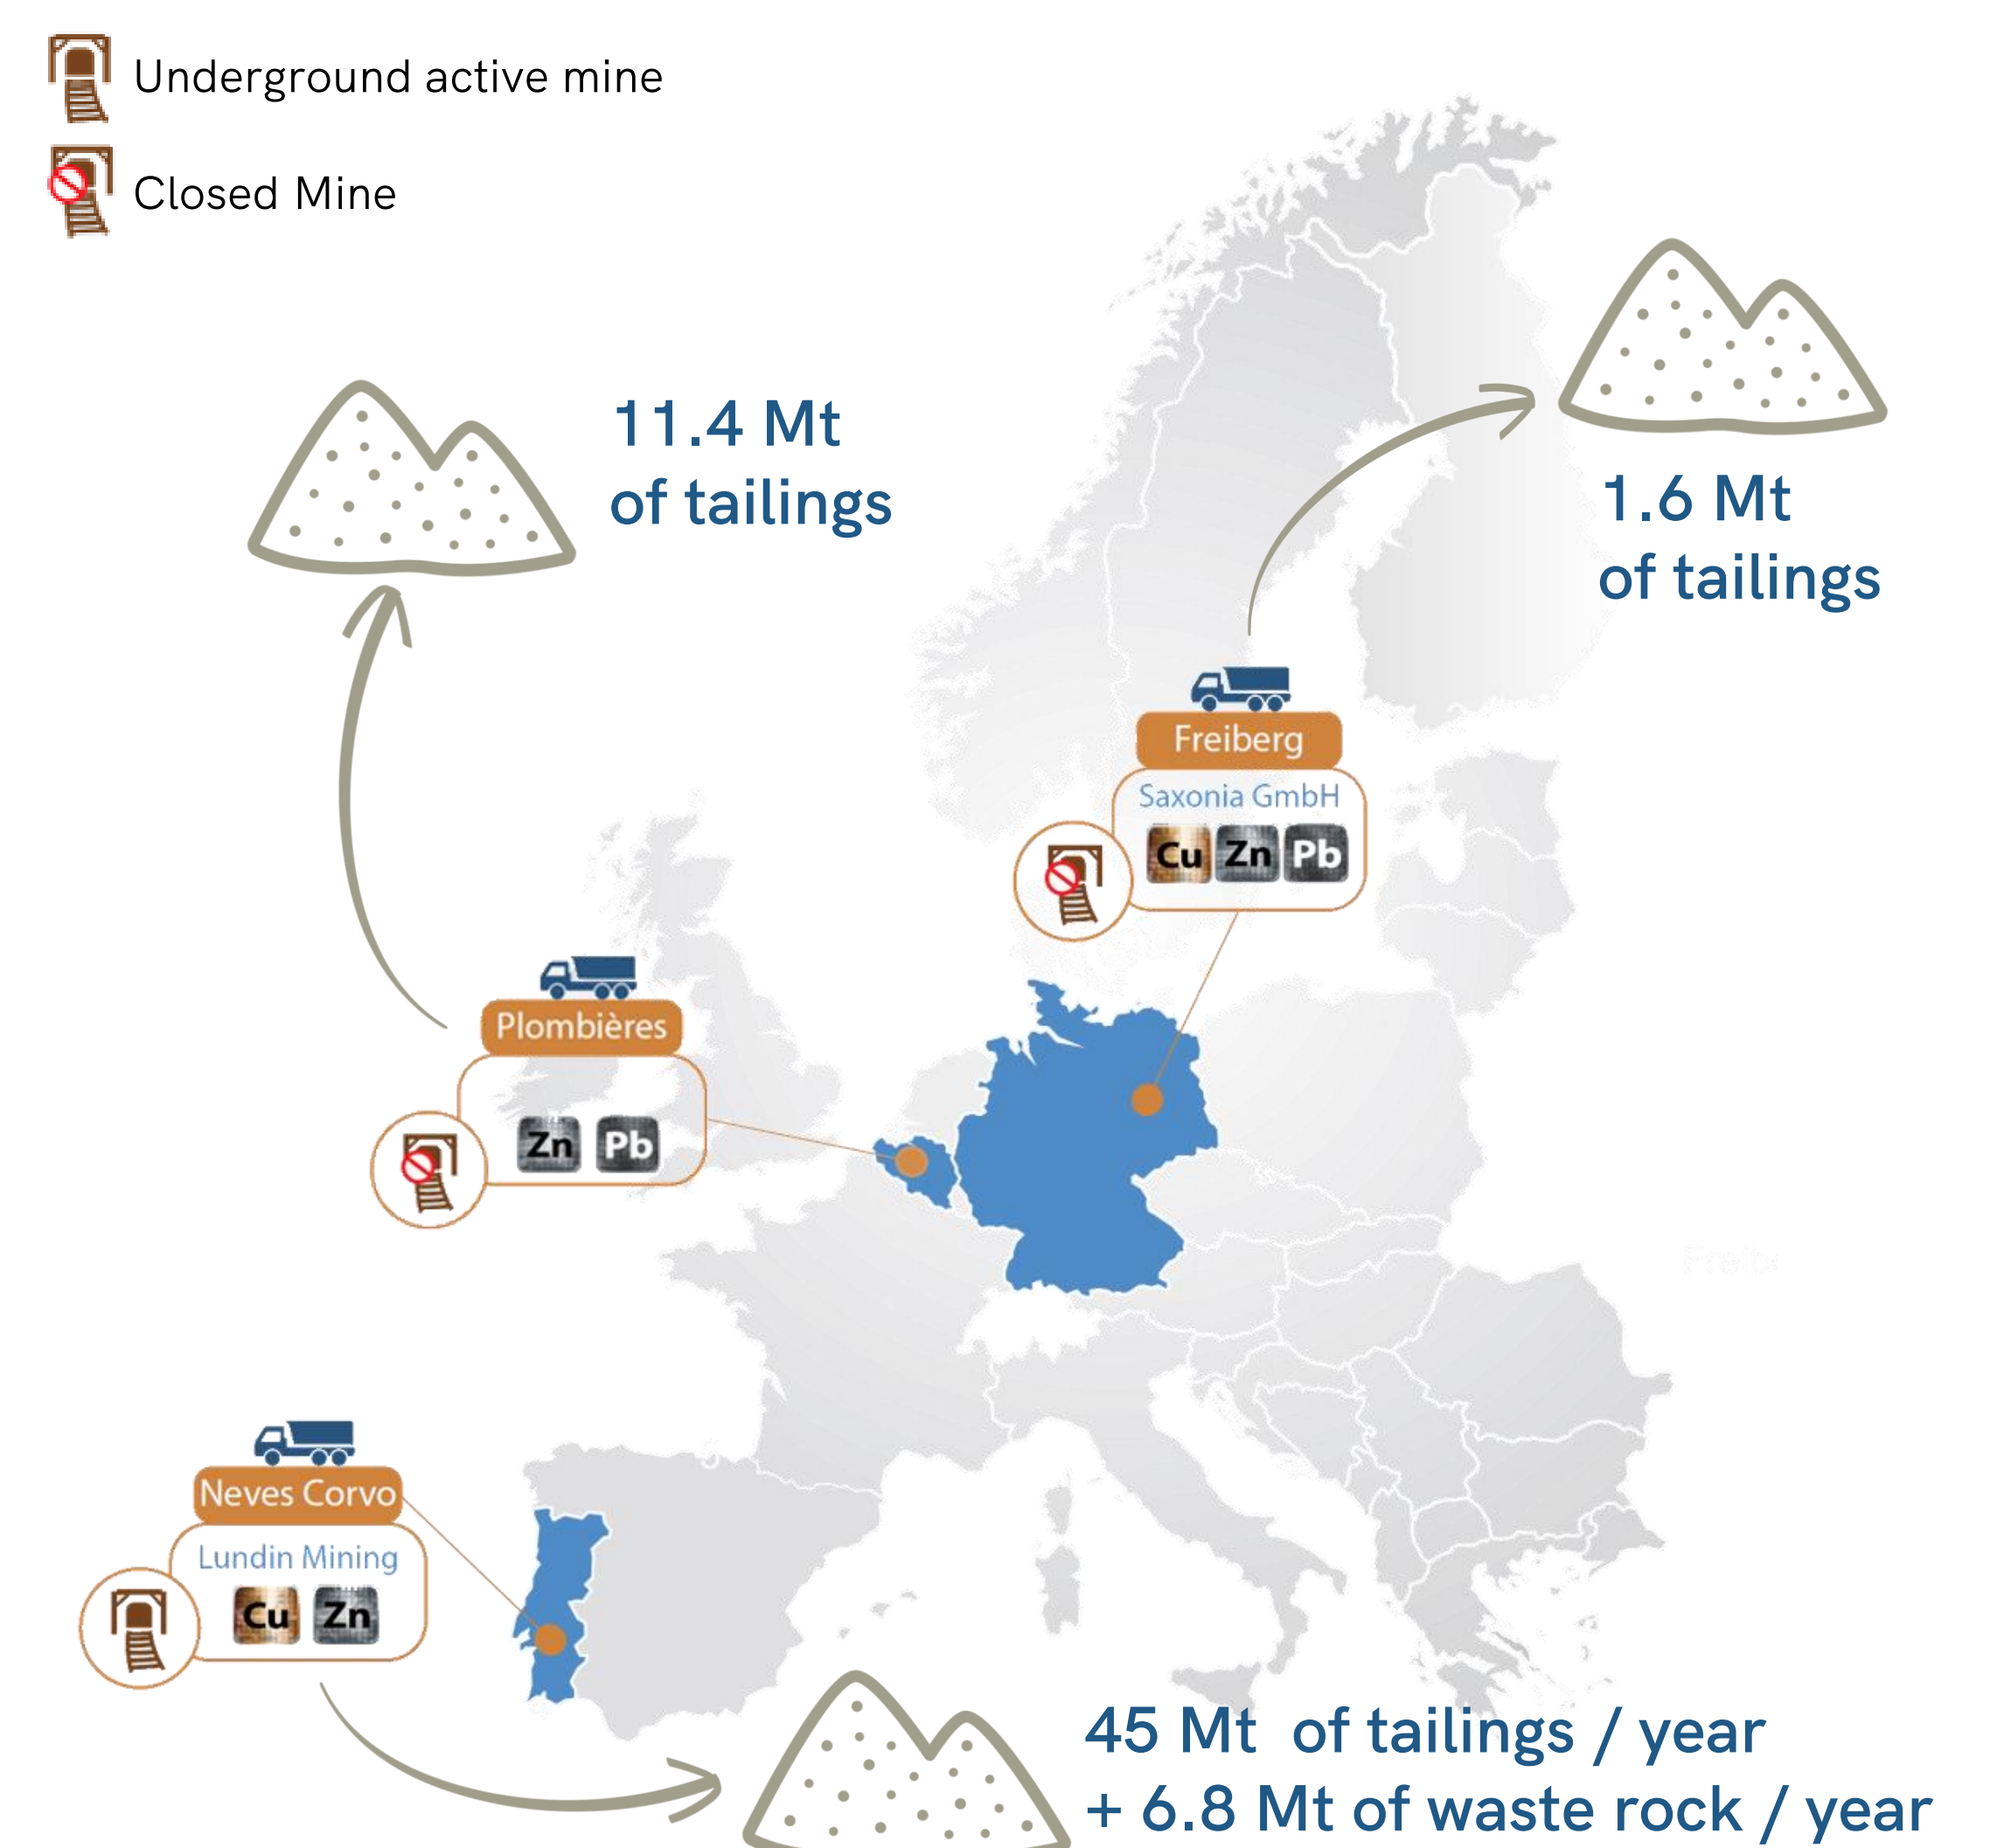 Underground active mine
Closed Mine
11.4 Mt
of tailings
1.6 Mt
of tailings
Freiberg
Saxonia GmbH
Cu Zn Pb
Plombières
Zn Pb
Neves Corvo
Lundin Mining
Cu Zn
45 Mt of tailings / year
+ 6.8 Mt of waste rock / year